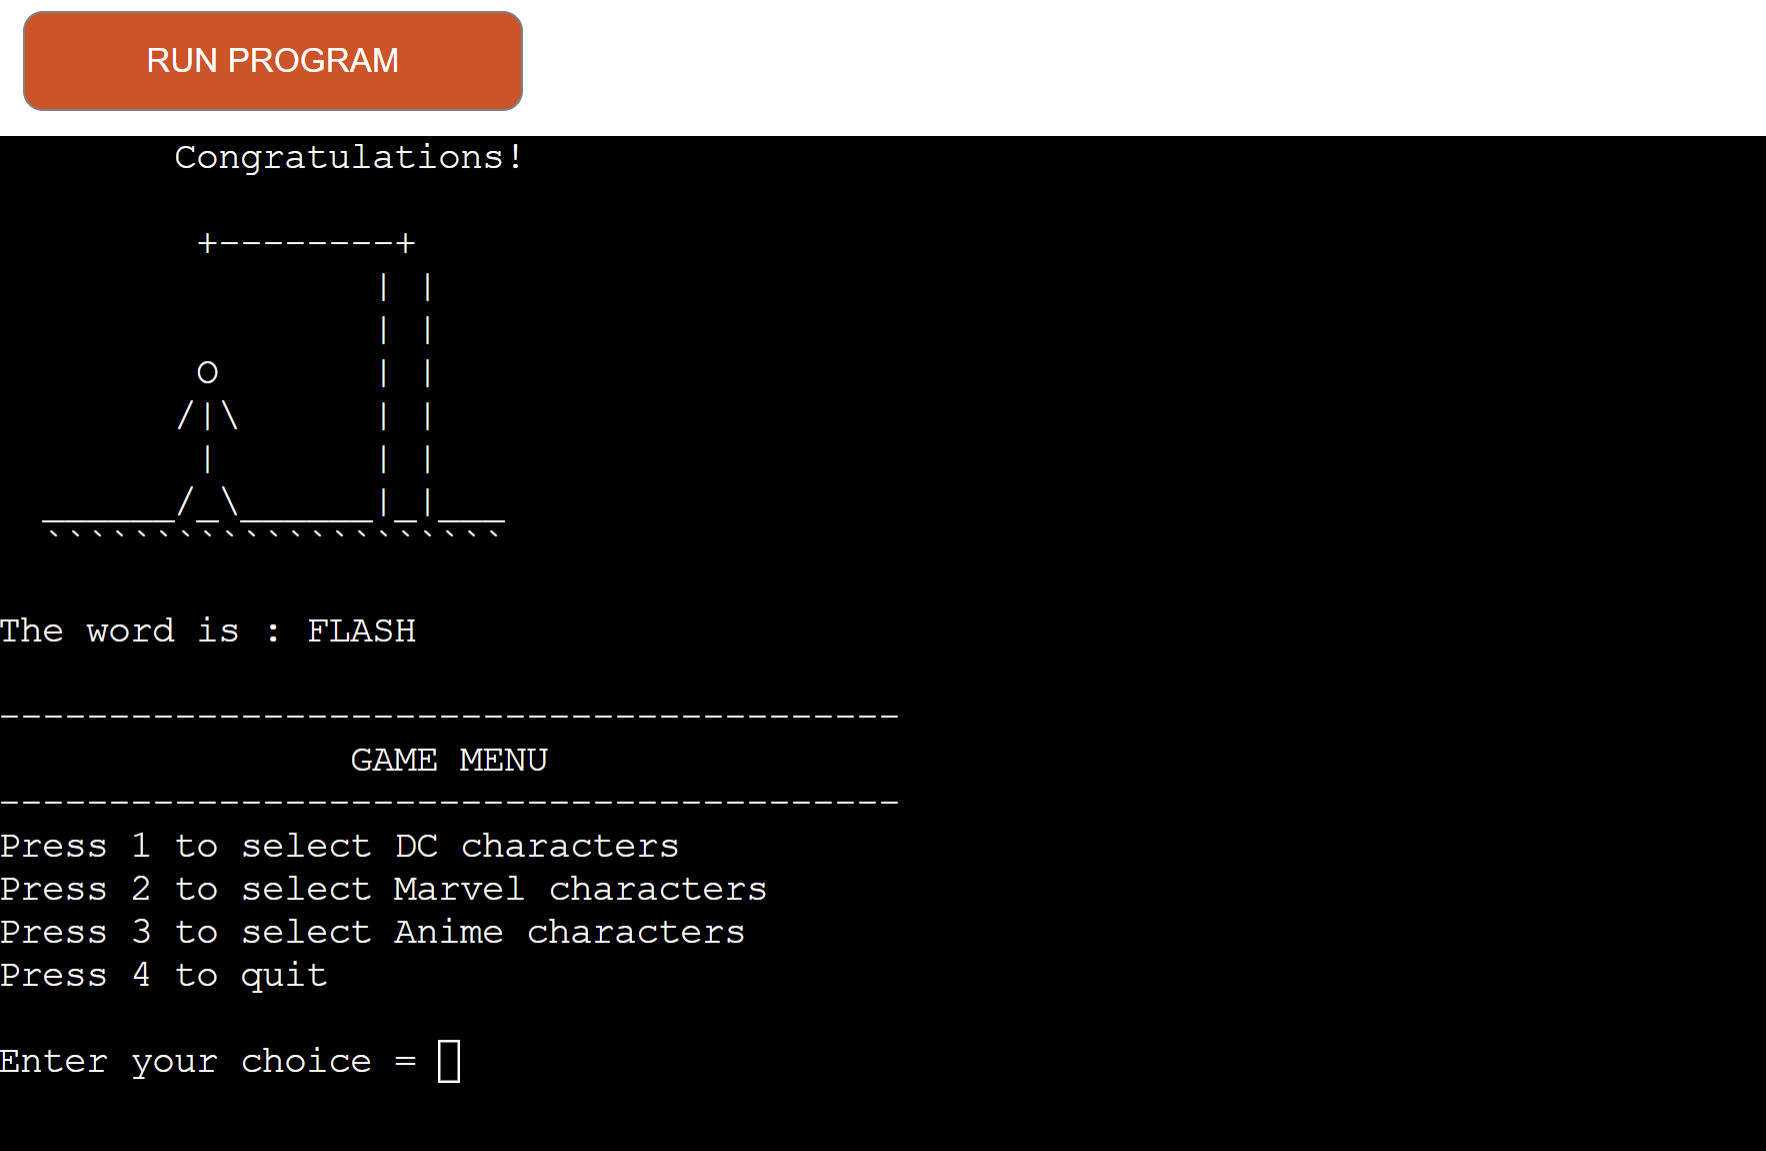 RUN PROGRAM
        Congratulations!
         +--------+
                 | |
                 | |
         O       | |
        /|\      | |
         |       | |
  ______/_\______|_|___
  `````````````````````
The word is : FLASH
-----------------------------------------
                GAME MENU
-----------------------------------------
Press 1 to select DC characters
Press 2 to select Marvel characters
Press 3 to select Anime characters
Press 4 to quit
Enter your choice =